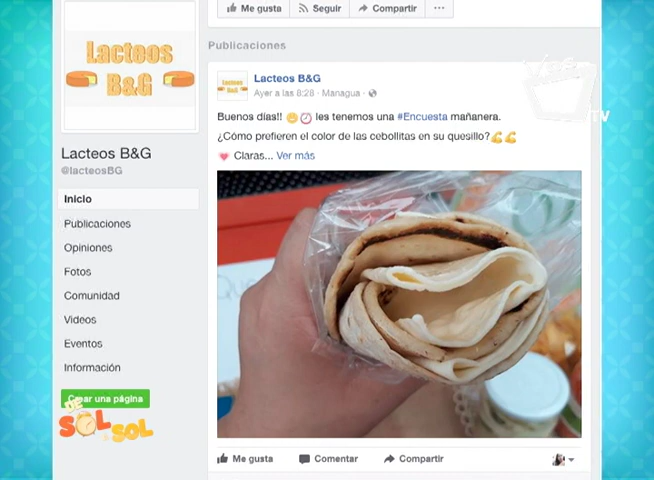 Me gusta Seguir Compartir ...
Lacteos
B&G
Publicaciones
Lacteos B&G
Ayer a las 8:28 · Managua ·
Buenos días!! les tenemos una #Encuesta mañanera.
¿Cómo prefieren el color de las cebollitas en su quesillo?
Claras... Ver más
Lacteos B&G
@lacteosBG
Inicio
Publicaciones
Opiniones
Fotos
Comunidad
Videos
Eventos
Información
Crear una página
DE
SOL
a SOL
Me gusta Comentar Compartir
TV